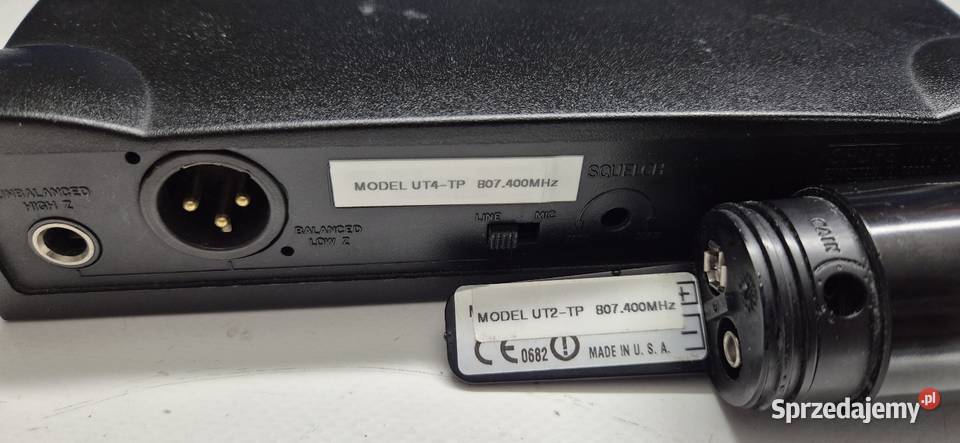 UNBALANCED
HIGH Z
BALANCED
LOW Z
MODEL UT4-TP 807.400MHz
LINE
MIC
SQUELCH
GAIN
MODEL UT2-TP 807.400MHz
+
−
CE 0682 MADE IN U. S. A.
Sprzedajemy.pl